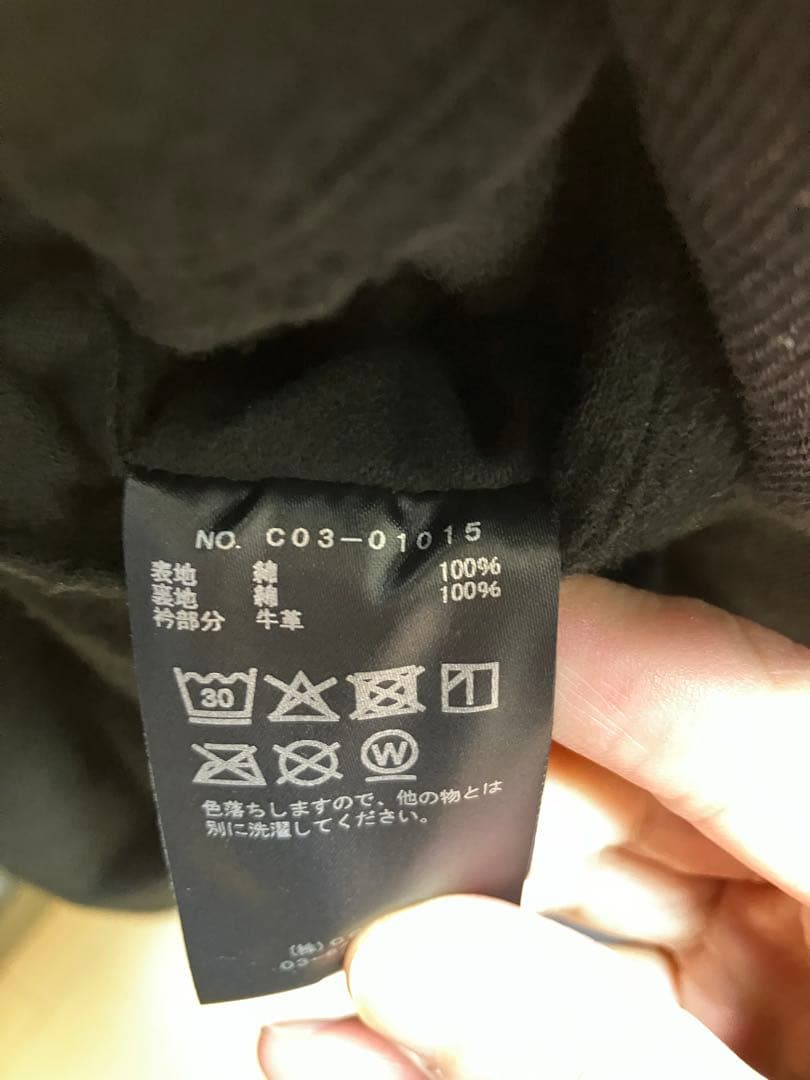 NO. C03-01015
表地 綿 100%
裏地 綿 100%
衿部分 牛革
30
W
色落ちしますので、他の物とは
別に洗濯してください。
(株)
03-